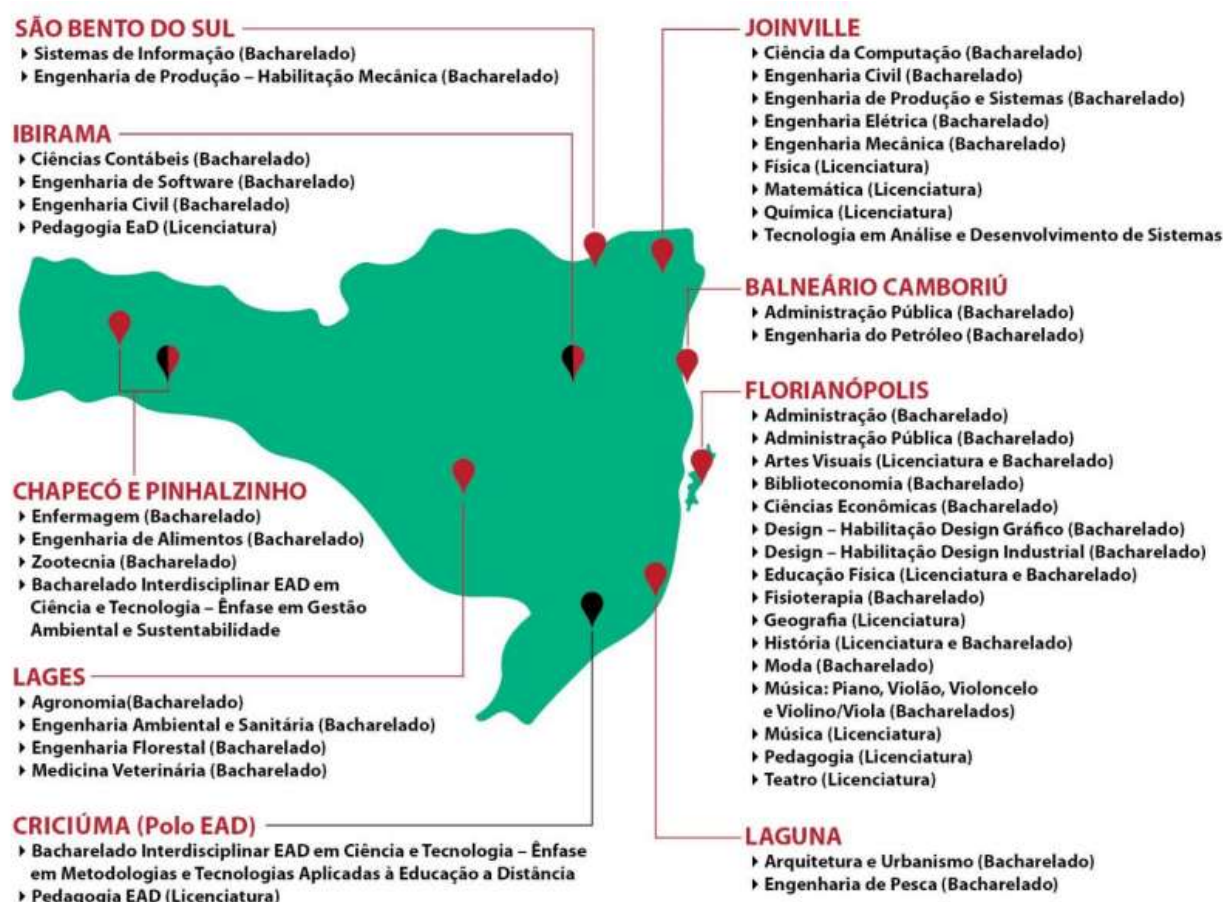 SÃO BENTO DO SUL
Sistemas de Informação (Bacharelado)
Engenharia de Produção – Habilitação Mecânica (Bacharelado)
IBIRAMA
Ciências Contábeis (Bacharelado)
Engenharia de Software (Bacharelado)
Engenharia Civil (Bacharelado)
Pedagogia EaD (Licenciatura)
CHAPECÓ E PINHALZINHO
Enfermagem (Bacharelado)
Engenharia de Alimentos (Bacharelado)
Zootecnia (Bacharelado)
Bacharelado Interdisciplinar EAD em
Ciência e Tecnologia – Ênfase em Gestão
Ambiental e Sustentabilidade
LAGES
Agronomia(Bacharelado)
Engenharia Ambiental e Sanitária (Bacharelado)
Engenharia Florestal (Bacharelado)
Medicina Veterinária (Bacharelado)
CRICIÚMA (Polo EAD)
Bacharelado Interdisciplinar EAD em Ciência e Tecnologia – Ênfase
em Metodologias e Tecnologias Aplicadas à Educação a Distância
Pedagogia EAD (Licenciatura)
JOINVILLE
Ciência da Computação (Bacharelado)
Engenharia Civil (Bacharelado)
Engenharia de Produção e Sistemas (Bacharelado)
Engenharia Elétrica (Bacharelado)
Engenharia Mecânica (Bacharelado)
Física (Licenciatura)
Matemática (Licenciatura)
Química (Licenciatura)
Tecnologia em Análise e Desenvolvimento de Sistemas
BALNEÁRIO CAMBORIÚ
Administração Pública (Bacharelado)
Engenharia do Petróleo (Bacharelado)
FLORIANÓPOLIS
Administração (Bacharelado)
Administração Pública (Bacharelado)
Artes Visuais (Licenciatura e Bacharelado)
Biblioteconomia (Bacharelado)
Ciências Econômicas (Bacharelado)
Design – Habilitação Design Gráfico (Bacharelado)
Design – Habilitação Design Industrial (Bacharelado)
Educação Física (Licenciatura e Bacharelado)
Fisioterapia (Bacharelado)
Geografia (Licenciatura)
História (Licenciatura e Bacharelado)
Moda (Bacharelado)
Música: Piano, Violão, Violoncelo
e Violino/Viola (Bacharelados)
Música (Licenciatura)
Pedagogia (Licenciatura)
Teatro (Licenciatura)
LAGUNA
Arquitetura e Urbanismo (Bacharelado)
Engenharia de Pesca (Bacharelado)